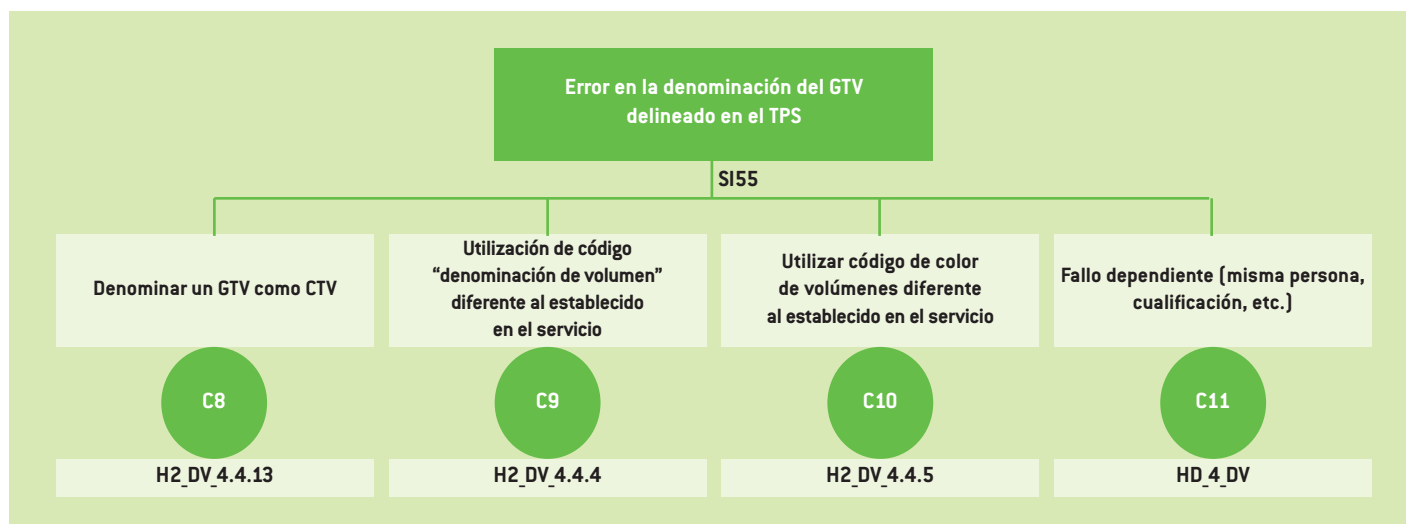 Error en la denominación del GTV
delineado en el TPS
SI55
Denominar un GTV como CTV
Utilización de código
“denominación de volumen”
diferente al establecido
en el servicio
Utilizar código de color
de volúmenes diferente
al establecido en el servicio
Fallo dependiente (misma persona,
cualificación, etc.)
C8
C9
C10
C11
H2_DV_4.4.13
H2_DV_4.4.4
H2_DV_4.4.5
HD_4_DV